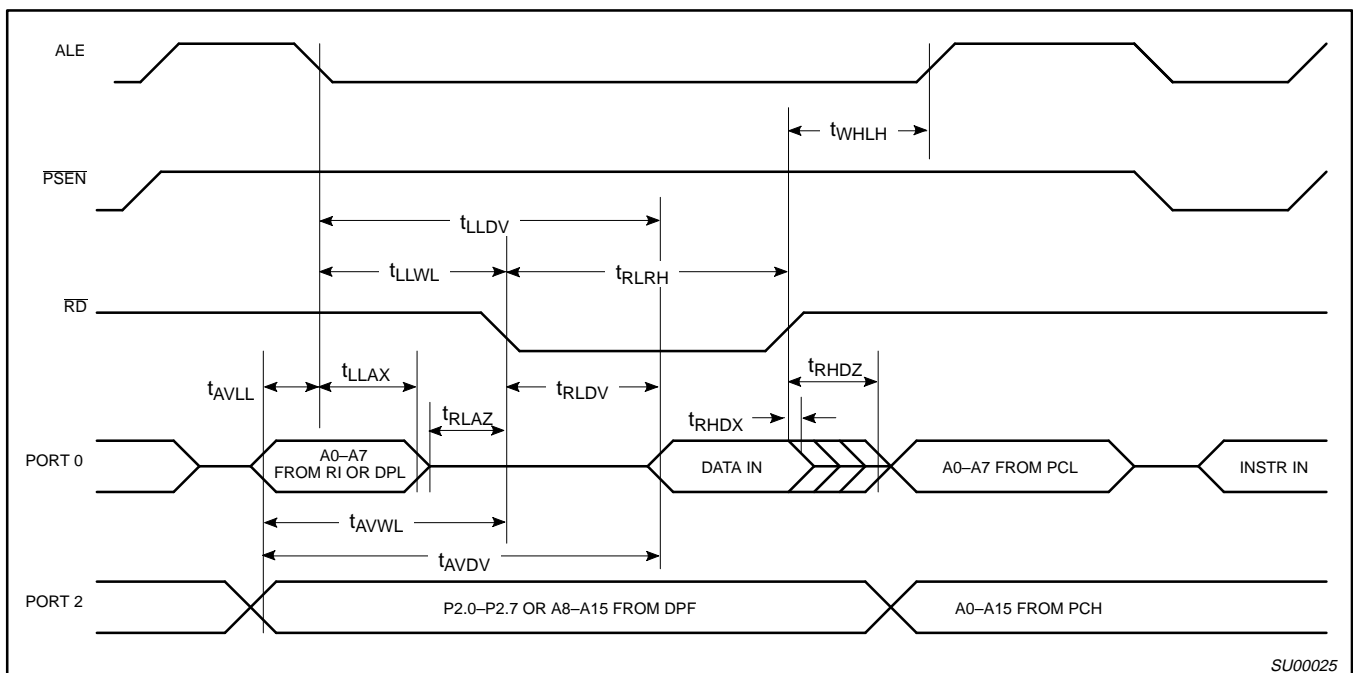 ALE
tWHLH
PSEN
tLLDV
tLLWL
tRLRH
RD
tAVLL
tLLAX
tRLAZ
tRLDV
tRHDZ
tRHDX
PORT 0
A0–A7
FROM RI OR DPL
DATA IN
A0–A7 FROM PCL
INSTR IN
tAVWL
tAVDV
PORT 2
P2.0–P2.7 OR A8–A15 FROM DPF
A0–A15 FROM PCH
SU00025